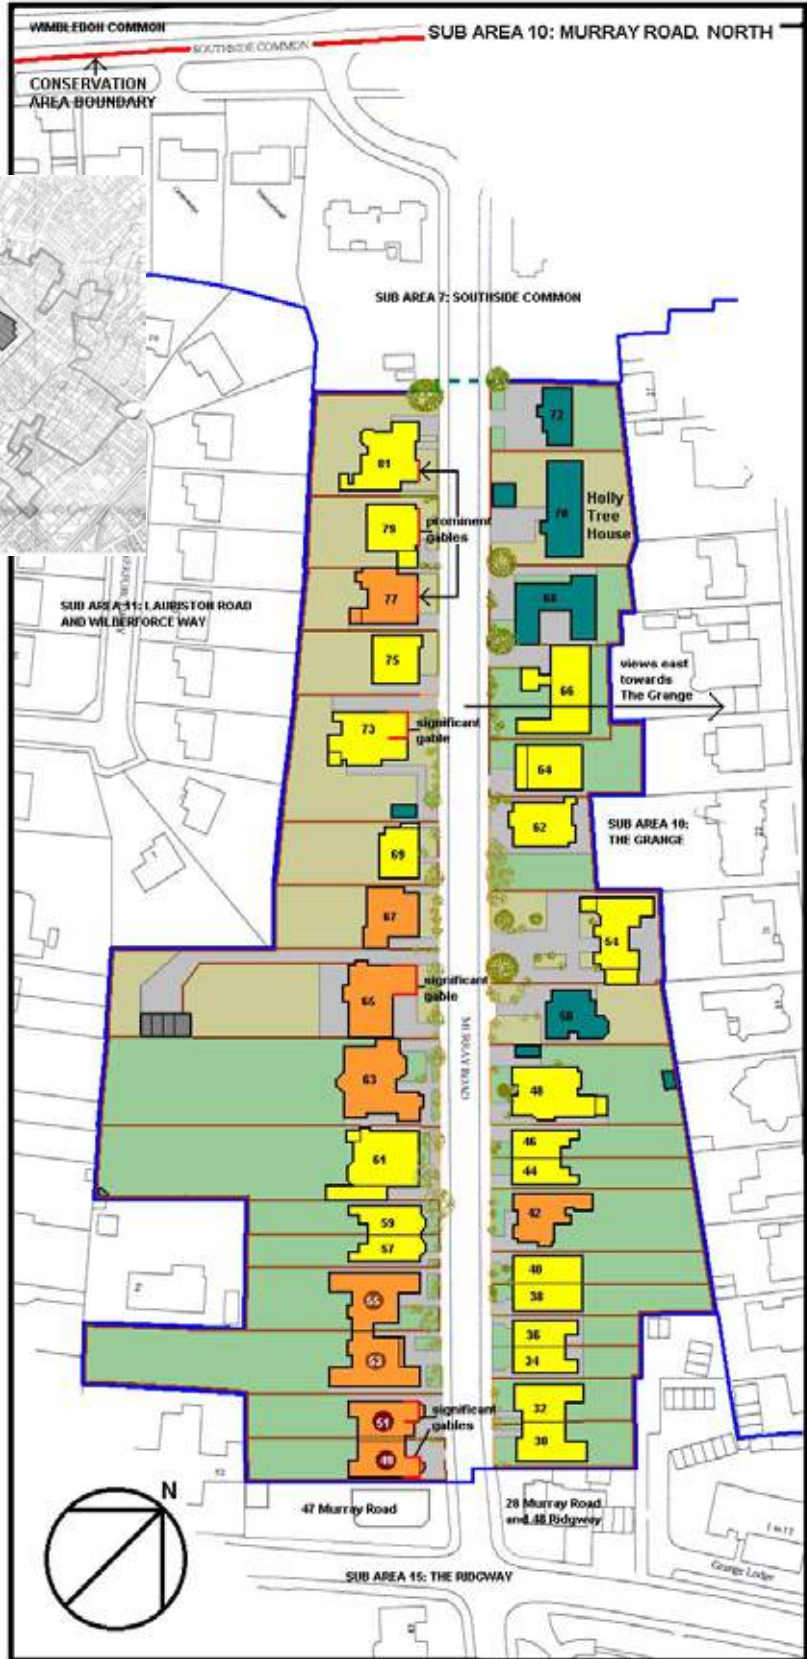 WIMBLEDON COMMON
SUB AREA 10: MURRAY ROAD. NORTH
SOUTHSIDE COMMON
CONSERVATION
AREA BOUNDARY
SUB AREA 7: SOUTHSIDE COMMON
72
81
70
Holly
Tree
House
79
prominent
gables
77
68
SUB AREA 11: LAURISTON ROAD
AND WILBERFORCE WAY
75
66
views east
towards
The Grange
73
significant
gable
64
62
SUB AREA 10:
THE GRANGE
69
67
54
65
significant
gable
50
MURRAY ROAD
63
48
61
46
44
42
59
57
40
38
2
55
36
34
53
51
significant
gables
32
49
30
N
47 Murray Road
28 Murray Road
and 48 Ridgway
Grange Lodge
SUB AREA 15: THE RIDGWAY